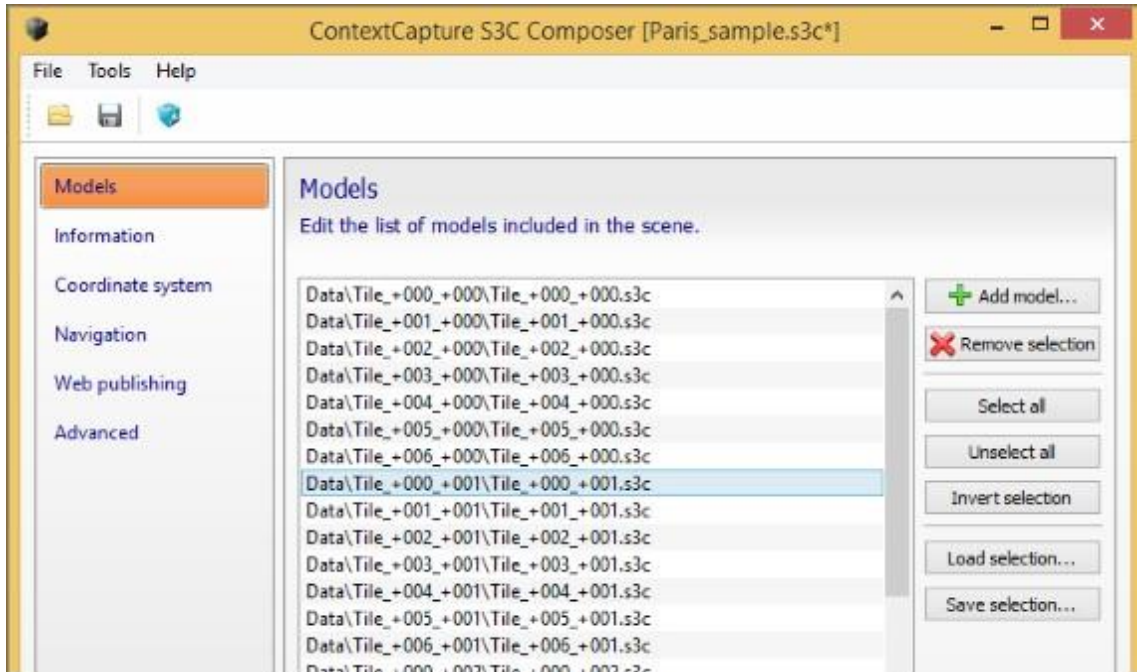 ContextCapture S3C Composer [Paris_sample.s3c*]
File Tools Help
Models
Information
Coordinate system
Navigation
Web publishing
Advanced
Models
Edit the list of models included in the scene.
Data\Tile_+000_+000\Tile_+000_+000.s3c
Data\Tile_+001_+000\Tile_+001_+000.s3c
Data\Tile_+002_+000\Tile_+002_+000.s3c
Data\Tile_+003_+000\Tile_+003_+000.s3c
Data\Tile_+004_+000\Tile_+004_+000.s3c
Data\Tile_+005_+000\Tile_+005_+000.s3c
Data\Tile_+006_+000\Tile_+006_+000.s3c
Data\Tile_+000_+001\Tile_+000_+001.s3c
Data\Tile_+001_+001\Tile_+001_+001.s3c
Data\Tile_+002_+001\Tile_+002_+001.s3c
Data\Tile_+003_+001\Tile_+003_+001.s3c
Data\Tile_+004_+001\Tile_+004_+001.s3c
Data\Tile_+005_+001\Tile_+005_+001.s3c
Data\Tile_+006_+001\Tile_+006_+001.s3c
Add model...
Remove selection
Select all
Unselect all
Invert selection
Load selection...
Save selection...